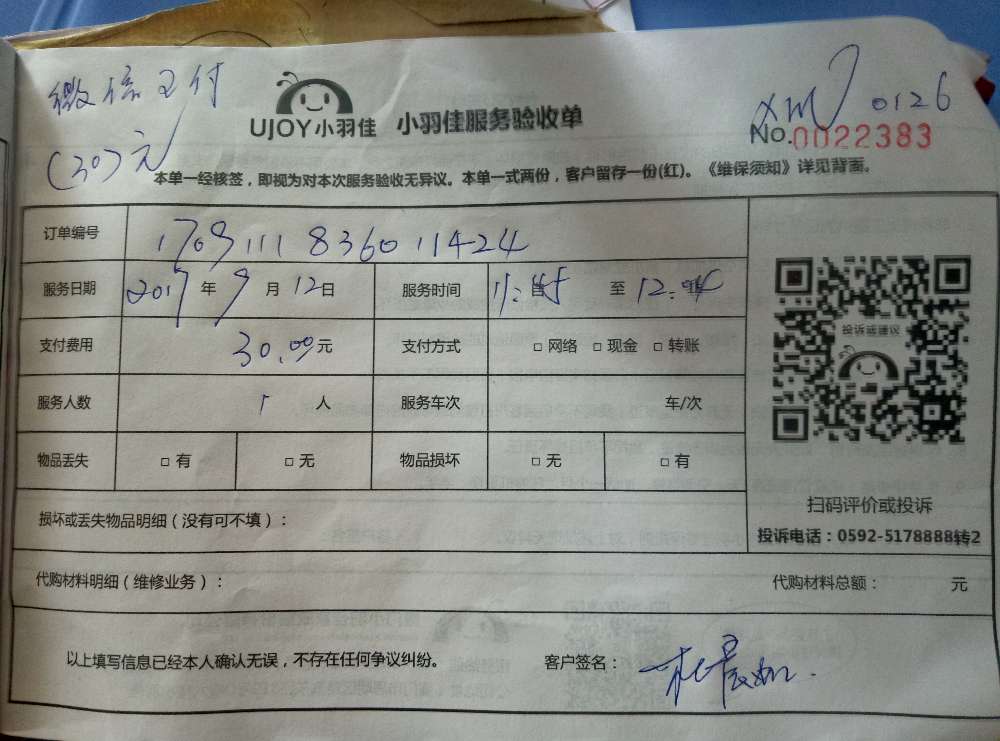 微信支付
(30)元
UJOY小羽佳 小羽佳服务验收单
XM 0126
No.0022383
本单一经核签，即视为对本次服务验收无异议。本单一式两份，客户留存一份(红)。《维保须知》详见背面。
订单编号 1709111836011424
服务日期 2017年9月12日 服务时间 至
支付费用 30.00元 支付方式 □ 网络 □ 现金 □ 转账
服务人数 1 人 服务车次 车/次
物品丢失 □ 有 □ 无 物品损坏 □ 无 □ 有
投诉或建议
扫码评价或投诉
投诉电话：0592-5178888转2
损坏或丢失物品明细（没有可不填）：
代购材料明细（维修业务）： 代购材料总额： 元
以上填写信息已经本人确认无误，不存在任何争议纠纷。 客户签名：